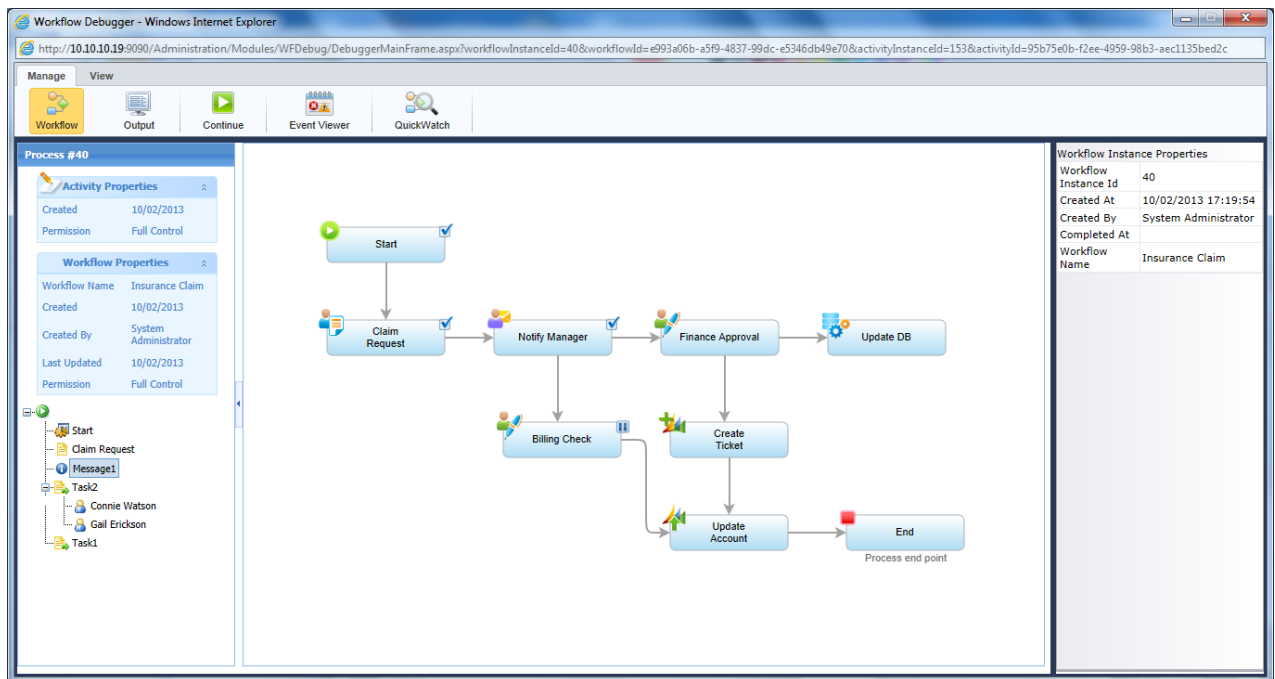 Workflow Debugger - Windows Internet Explorer
http://10.10.10.19:9090/Administration/Modules/WFDebug/DebuggerMainFrame.aspx?workflowInstanceId=40&workflowId=e993a06b-a5f9-4837-99dc-e5346db49e70&activityInstanceId=153&activityId=95b75e0b-f2ee-4959-98b3-aec1135bed2c
Manage View
Workflow Output Continue Event Viewer QuickWatch
Process #40
Activity Properties
Created 10/02/2013
Permission Full Control
Workflow Properties
Workflow Name Insurance Claim
Created 10/02/2013
Created By System
Administrator
Last Updated 10/02/2013
Permission Full Control
Start
Claim Request
Message1
Task2
Connie Watson
Gail Erickson
Task1
Start
Claim
Request
Notify Manager
Finance Approval
Update DB
Billing Check
Create
Ticket
Update
Account
End
Process end point
Workflow Instance Properties
Workflow
Instance Id 40
Created At 10/02/2013 17:19:54
Created By System Administrator
Completed At
Workflow
Name Insurance Claim